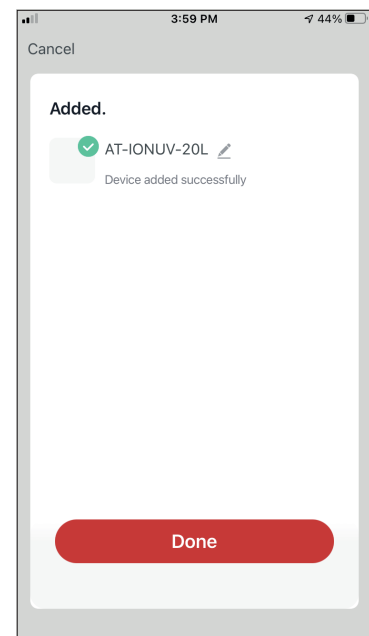 3:59 PM 44%
Cancel
Added.
AT-IONUV-20L
Device added successfully
Done